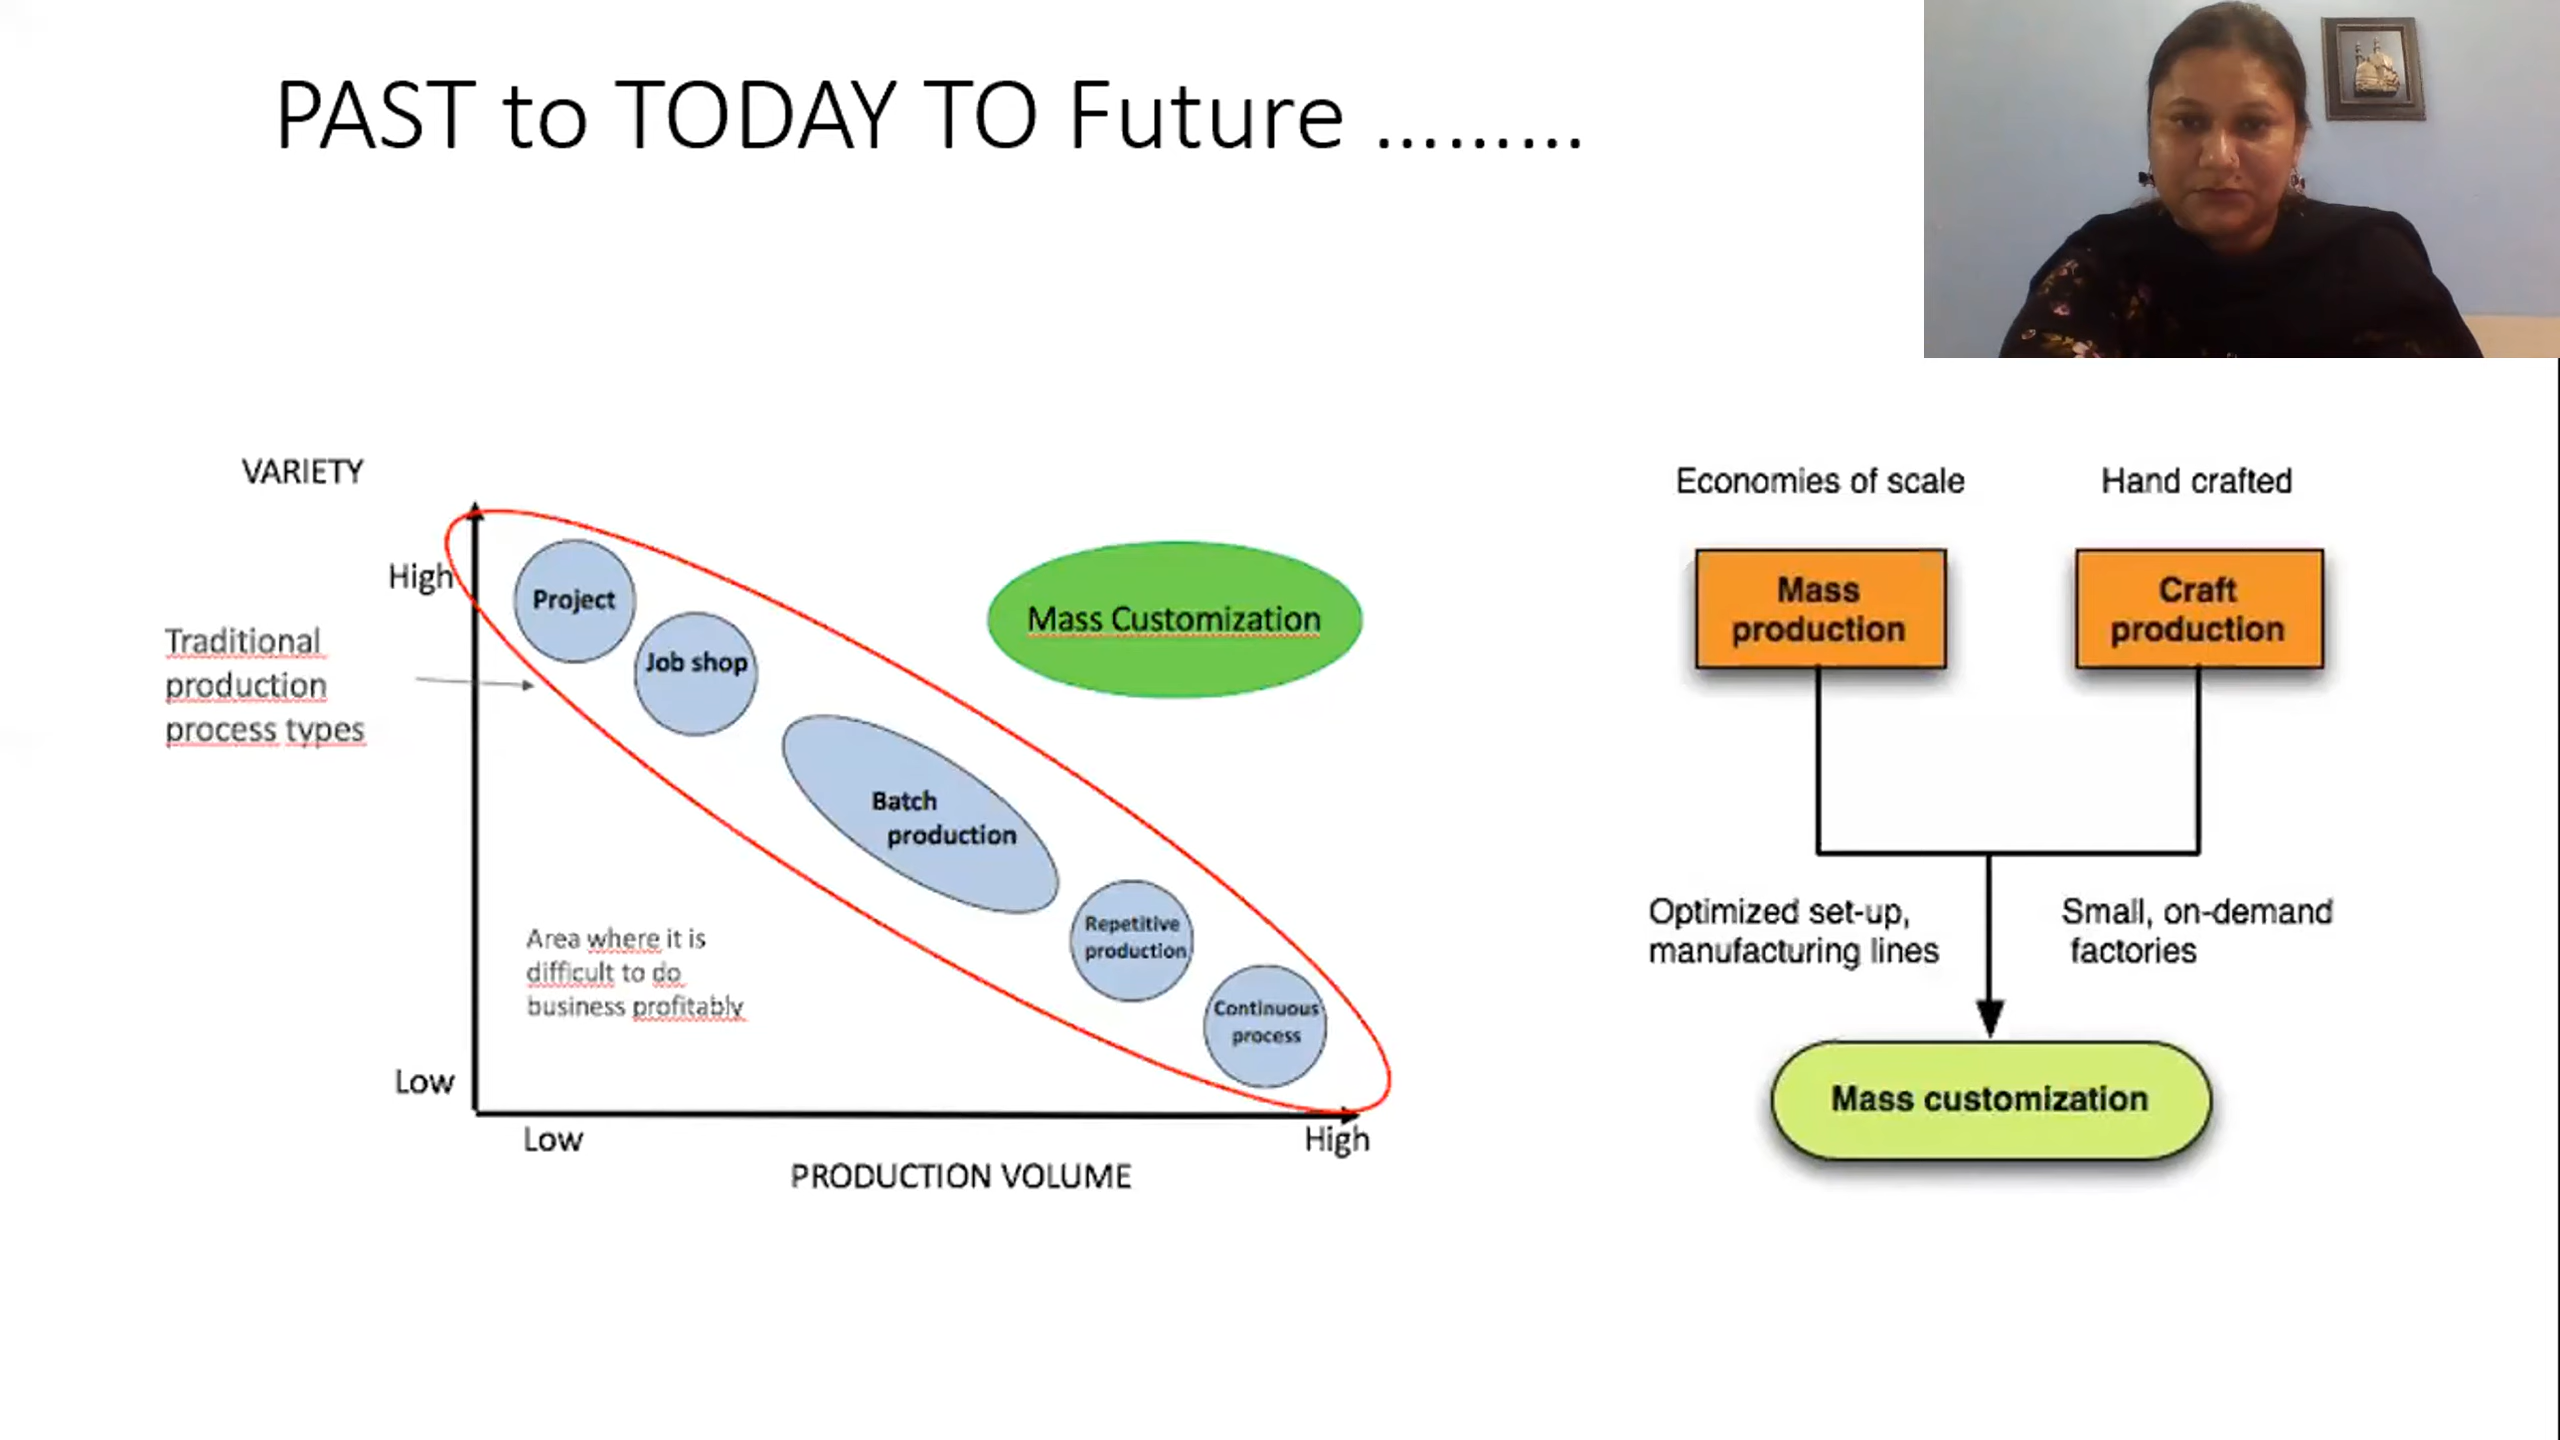 PAST to TODAY TO Future .........
VARIETY
High
Traditional
production
process types
Project
Job shop
Batch
production
Repetitive
production
Continuous
process
Mass Customization
Area where it is
difficult to do
business profitably
Low
Low
High
PRODUCTION VOLUME
Economies of scale
Hand crafted
Mass
production
Craft
production
Optimized set-up,
manufacturing lines
Small, on-demand
factories
Mass customization